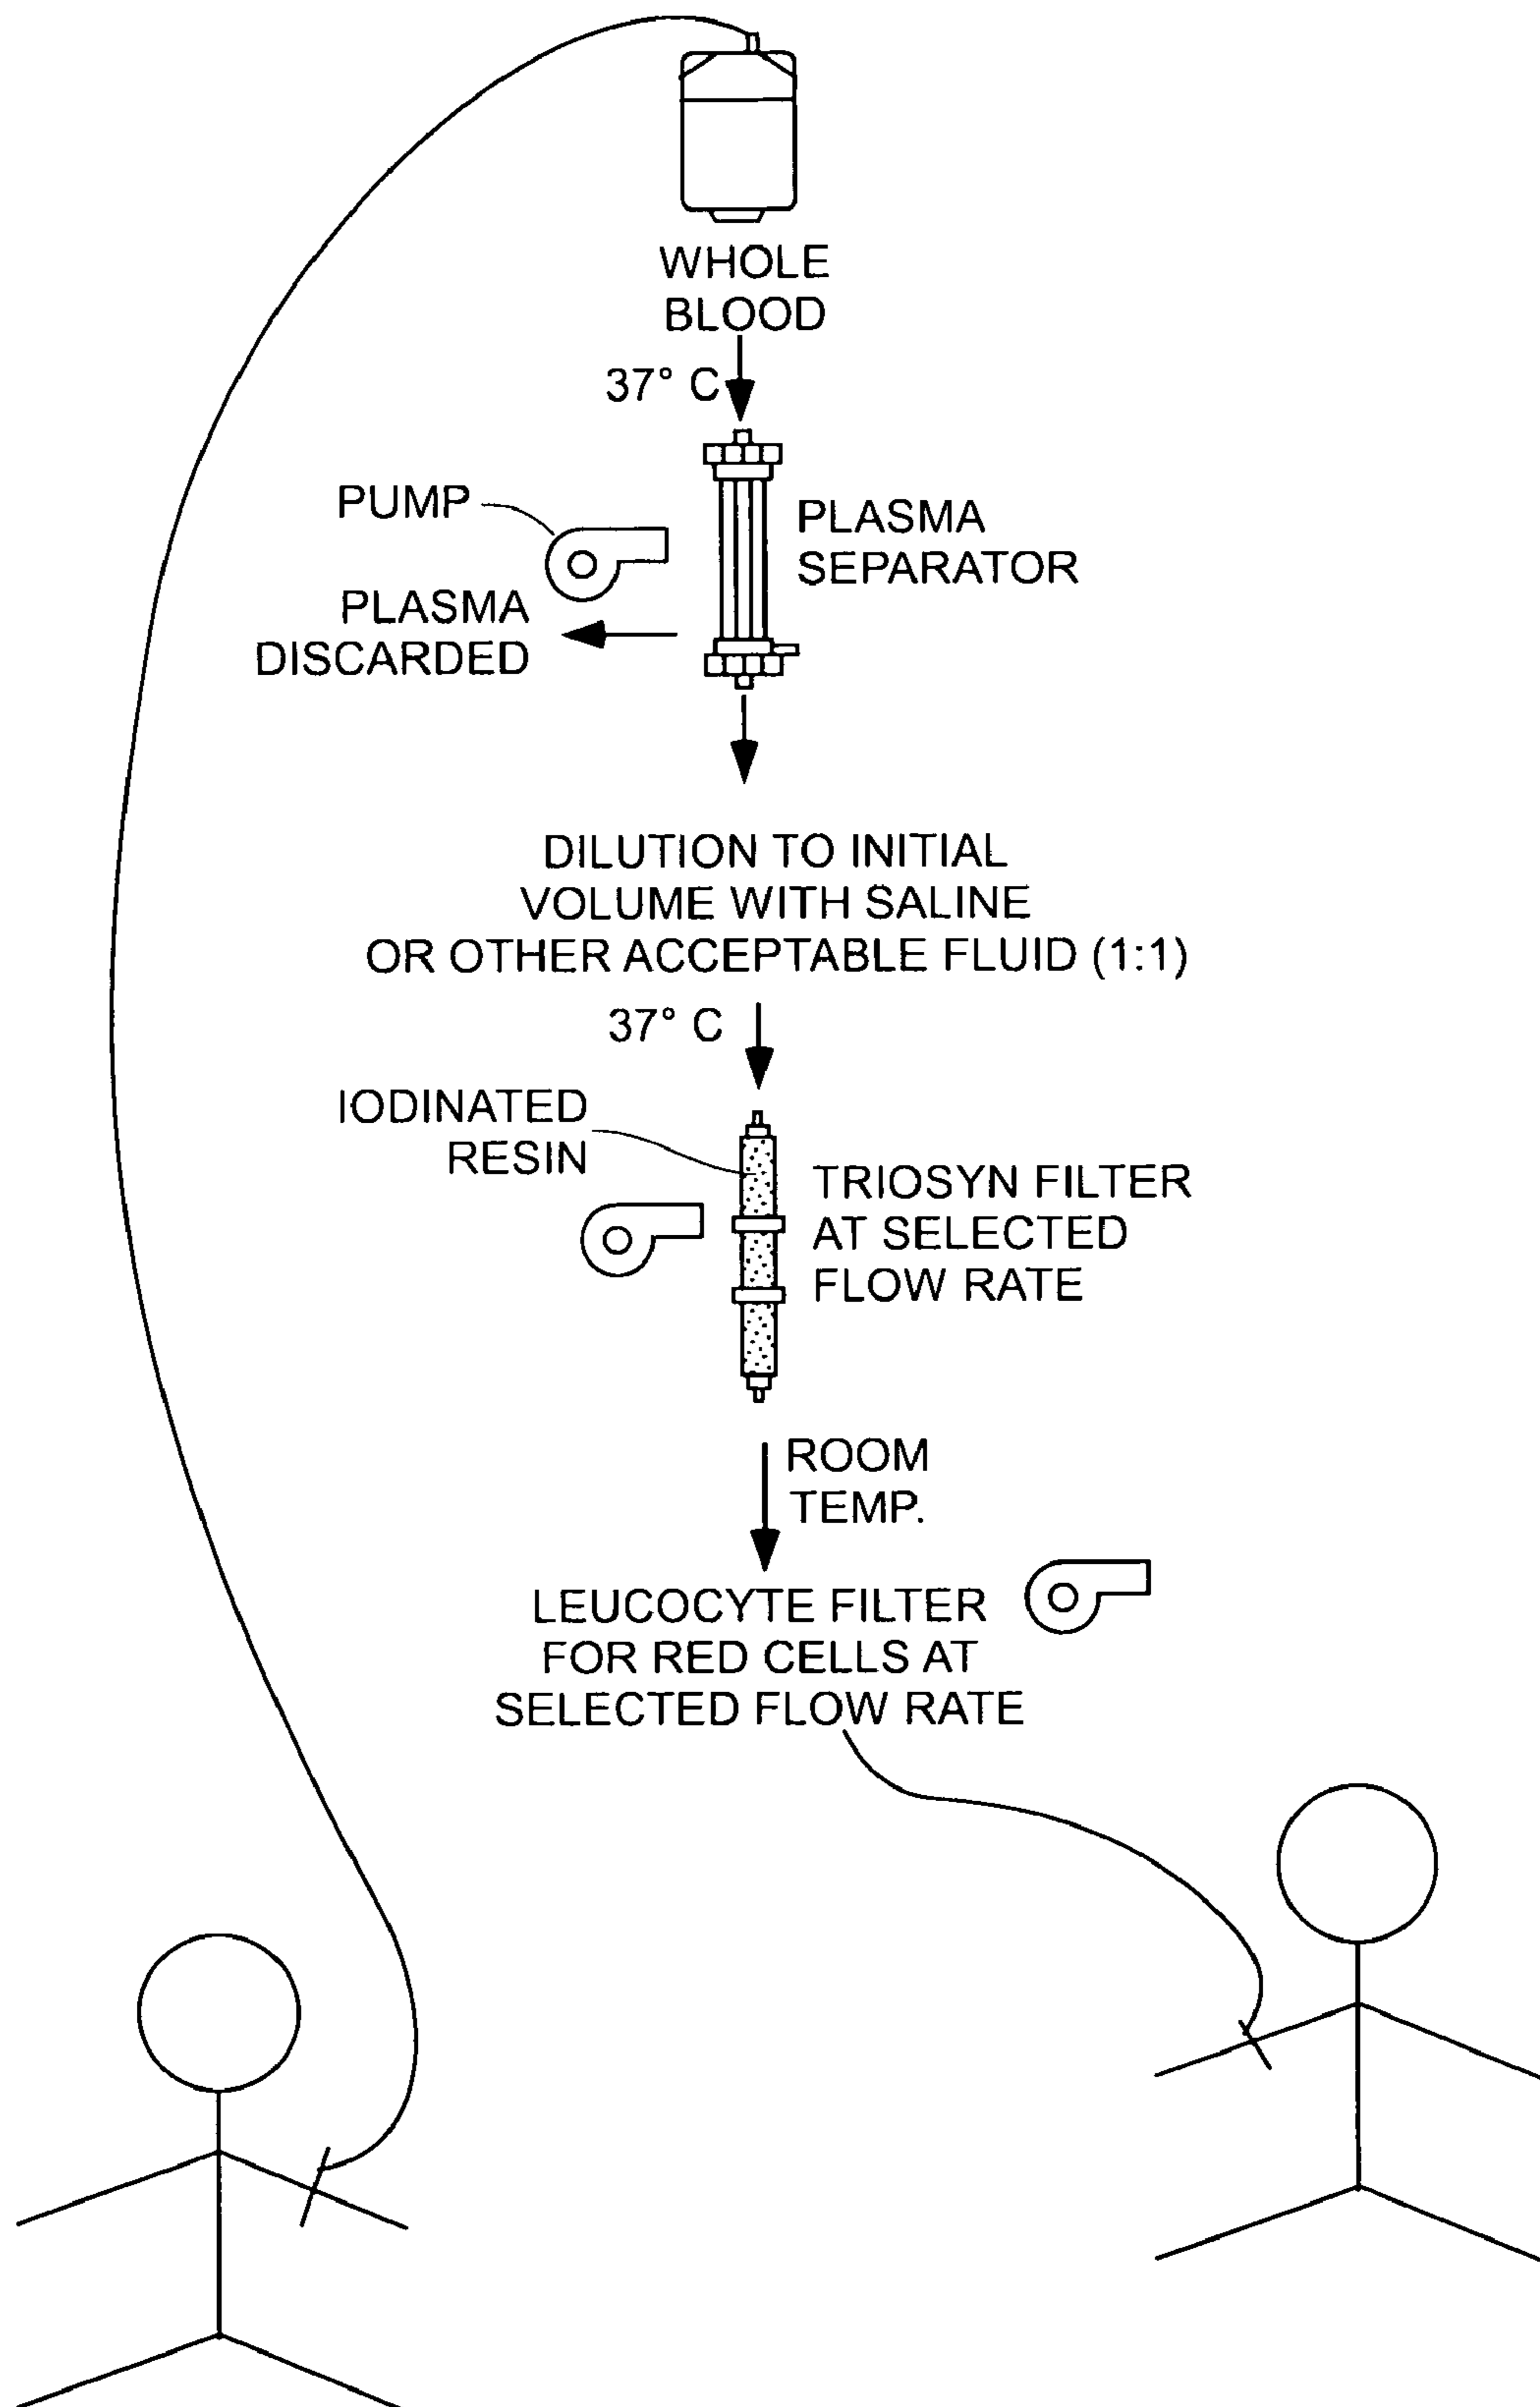 WHOLE
BLOOD
37° C
PUMP
PLASMA
SEPARATOR
PLASMA
DISCARDED
DILUTION TO INITIAL
VOLUME WITH SALINE
OR OTHER ACCEPTABLE FLUID (1:1)
37° C
IODINATED
RESIN
TRIOSYN FILTER
AT SELECTED
FLOW RATE
ROOM
TEMP.
LEUCOCYTE FILTER
FOR RED CELLS AT
SELECTED FLOW RATE